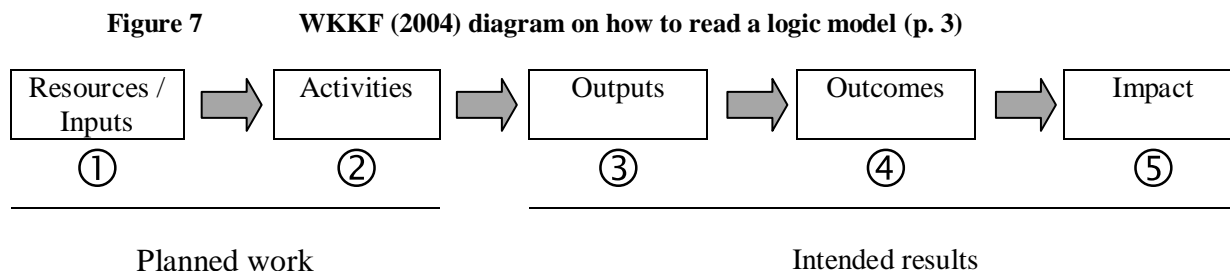 Figure 7 WKKF (2004) diagram on how to read a logic model (p. 3)
Resources /
Inputs
Activities
Outputs
Outcomes
Impact
① ② ③ ④ ⑤
Planned work
Intended results